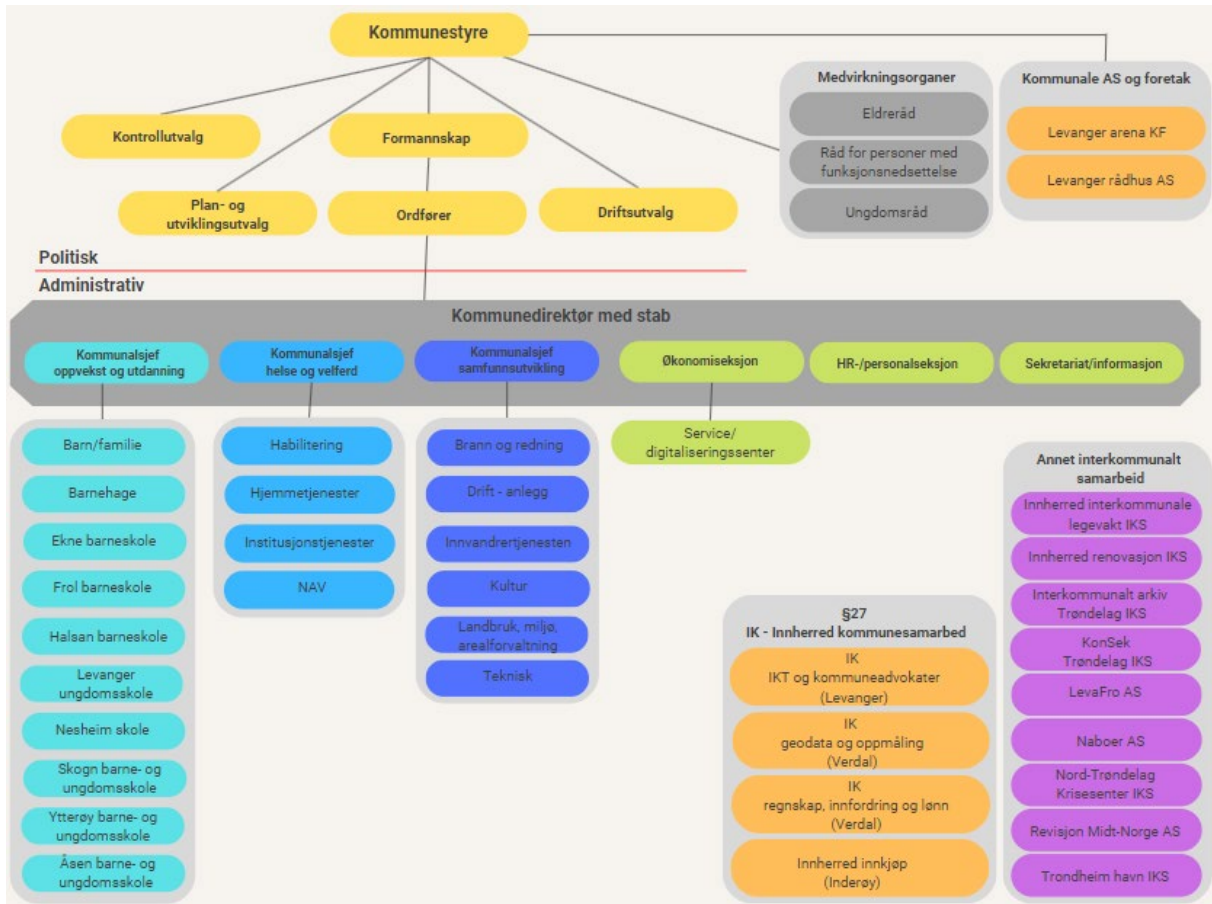 Kommunestyre
Kontrollutvalg
Formannskap
Plan- og
utviklingsutvalg
Ordfører
Driftsutvalg
Medvirkningsorganer
Eldreråd
Råd for personer med
funksjonsnedsettelse
Ungdomsråd
Kommunale AS og foretak
Levanger arena KF
Levanger rådhus AS
Politisk
Administrativ
Kommunedirektør med stab
Kommunalsjef
oppvekst og utdanning
Kommunalsjef
helse og velferd
Kommunalsjef
samfunnsutvikling
Økonomiseksjon
HR-/personalseksjon
Sekretariat/informasjon
Barn/familie
Barnehage
Ekne barneskole
Frol barneskole
Halsan barneskole
Levanger
ungdomsskole
Nesheim skole
Skogn barne- og
ungdomsskole
Ytterøy barne- og
ungdomsskole
Åsen barne- og
ungdomsskole
Habilitering
Hjemmetjenester
Institusjonstjenester
NAV
Brann og redning
Drift - anlegg
Innvandrertjenesten
Kultur
Landbruk, miljø,
arealforvaltning
Teknisk
Service/
digitaliseringssenter
§27
IK - Innherred kommunesamarbed
IK
IKT og kommuneadvokater
(Levanger)
IK
geodata og oppmåling
(Verdal)
IK
regnskap, innfordring og lønn
(Verdal)
Innherred innkjøp
(Inderøy)
Annet interkommunalt
samarbeid
Innherred interkommunale
legevakt IKS
Innherred renovasjon IKS
Interkommunalt arkiv
Trøndelag IKS
KonSek
Trøndelag IKS
LevaFro AS
Naboer AS
Nord-Trøndelag
Krisesenter IKS
Revisjon Midt-Norge AS
Trondheim havn IKS